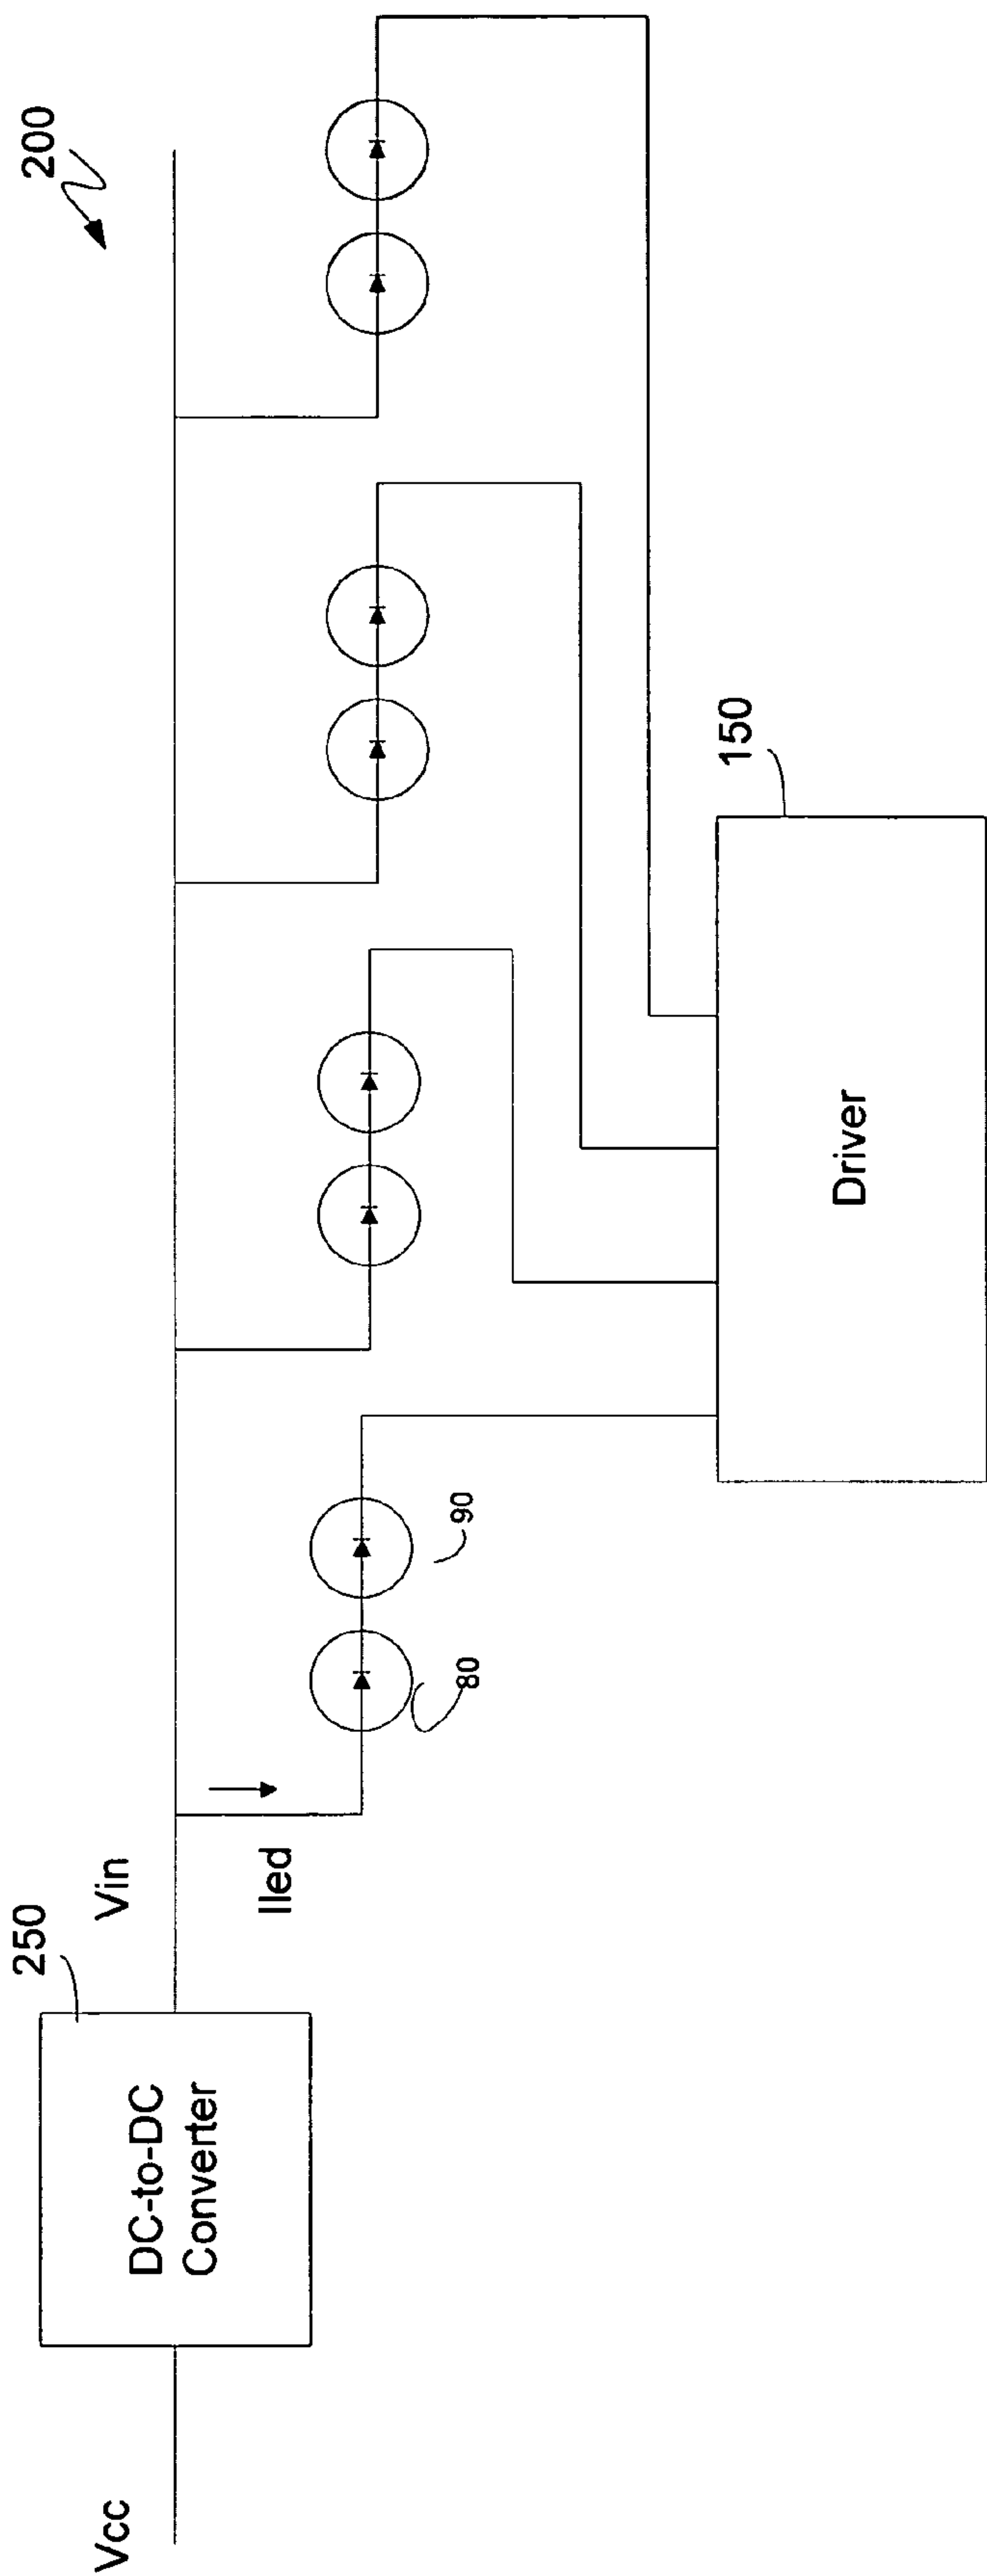 200
Vcc
DC-to-DC
Converter
250
Vin
Iled
80
90
150
Driver